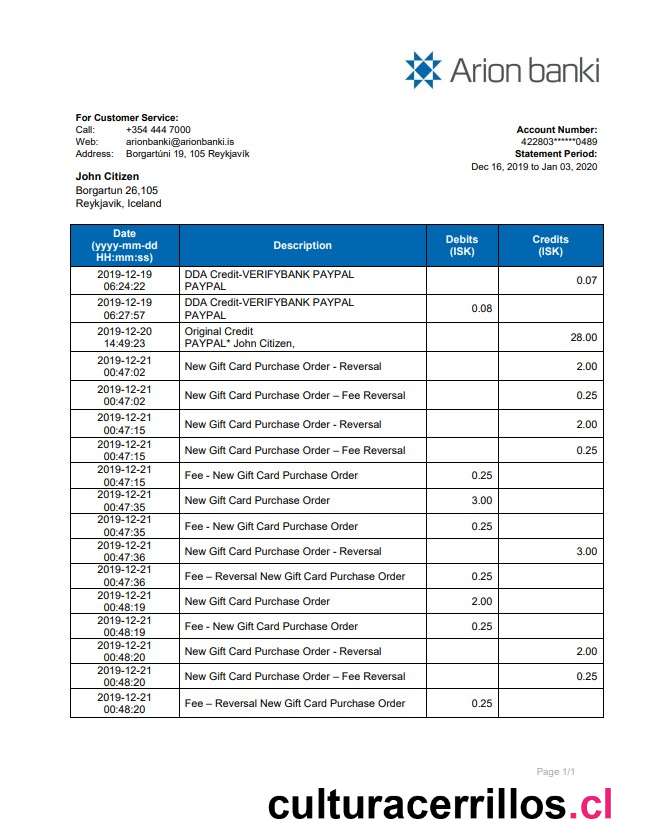 Arion banki
For Customer Service:
Call: +354 444 7000
Web: arionbanki@arionbanki.is
Address: Borgartúni 19, 105 Reykjavík
Account Number:
422803******0489
Statement Period:
Dec 16, 2019 to Jan 03, 2020
John Citizen
Borgartun 26,105
Reykjavik, Iceland
Date
(yyyy-mm-dd
HH:mm:ss)
Description
Debits
(ISK)
Credits
(ISK)
2019-12-19
06:24:22
DDA Credit-VERIFYBANK PAYPAL
PAYPAL
0.07
2019-12-19
06:27:57
DDA Credit-VERIFYBANK PAYPAL
PAYPAL
0.08
2019-12-20
14:49:23
Original Credit
PAYPAL* John Citizen,
28.00
2019-12-21
00:47:02
New Gift Card Purchase Order - Reversal
2.00
2019-12-21
00:47:02
New Gift Card Purchase Order – Fee Reversal
0.25
2019-12-21
00:47:15
New Gift Card Purchase Order - Reversal
2.00
2019-12-21
00:47:15
New Gift Card Purchase Order – Fee Reversal
0.25
2019-12-21
00:47:15
Fee - New Gift Card Purchase Order
0.25
2019-12-21
00:47:35
New Gift Card Purchase Order
3.00
2019-12-21
00:47:35
Fee - New Gift Card Purchase Order
0.25
2019-12-21
00:47:36
New Gift Card Purchase Order - Reversal
3.00
2019-12-21
00:47:36
Fee – Reversal New Gift Card Purchase Order
0.25
2019-12-21
00:48:19
New Gift Card Purchase Order
2.00
2019-12-21
00:48:19
Fee - New Gift Card Purchase Order
0.25
2019-12-21
00:48:20
New Gift Card Purchase Order - Reversal
2.00
2019-12-21
00:48:20
New Gift Card Purchase Order – Fee Reversal
0.25
2019-12-21
00:48:20
Fee – Reversal New Gift Card Purchase Order
0.25
Page 1/1
culturacerrillos.cl